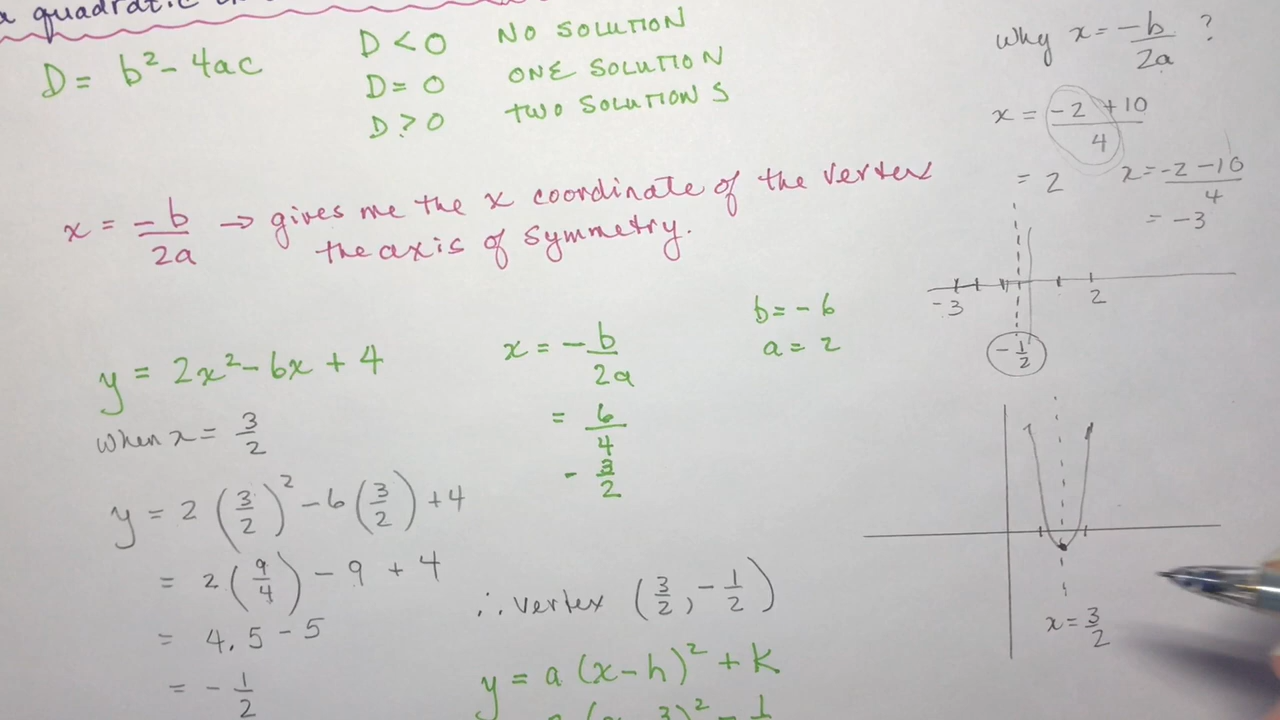 a quadratic
D = b² - 4ac
D < 0 NO SOLUTION
D = 0 ONE SOLUTION
D > 0 TWO SOLUTIONS
x = -b/2a → gives me the x coordinate of the vertex
the axis of symmetry.
y = 2x² - 6x + 4
when x = 3/2
y = 2(3/2)² - 6(3/2) + 4
= 2(9/4) - 9 + 4
= 4.5 - 5
= -1/2
x = -b/2a
= 6/4
- 3/2
b = -6
a = 2
∴ vertex (3/2, -1/2)
y = a(x-h)² + k
Why x = -b/2a ?
x = -2 + 10/4
= 2
x = -2 - 10/4
= -3
-3 2
-1/2
x = 3/2